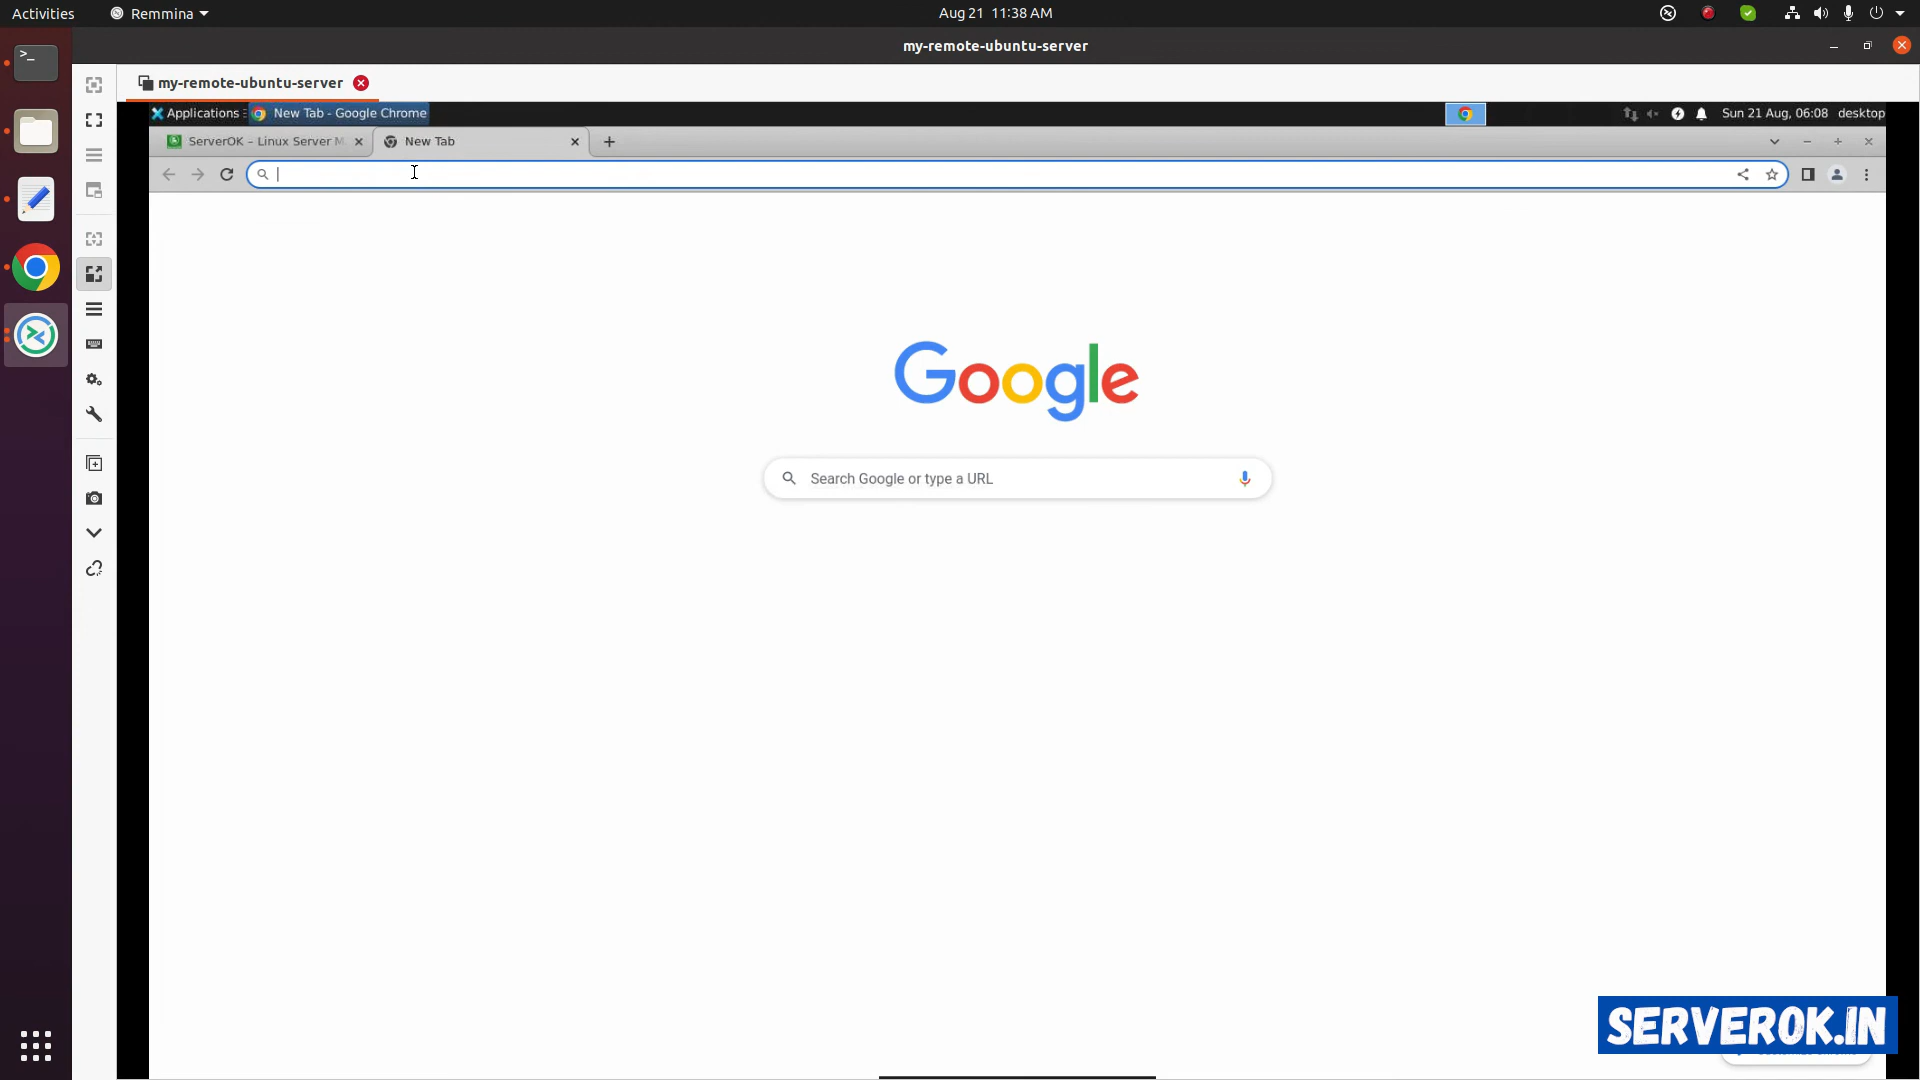 Activities
Remmina
Aug 21 11:38 AM
my-remote-ubuntu-server
my-remote-ubuntu-server
Applications
New Tab - Google Chrome
Sun 21 Aug, 06:08
desktop
ServerOK – Linux Server M
New Tab
Google
Search Google or type a URL
SERVEROK.IN